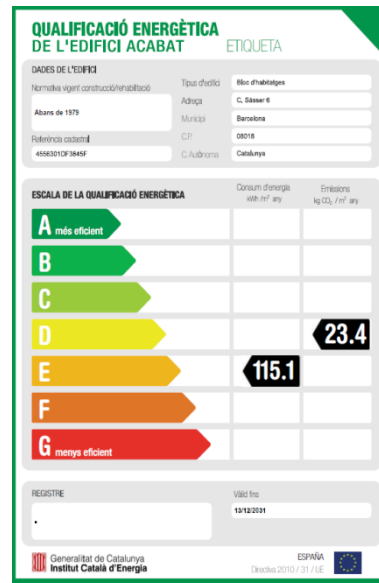 QUALIFICACIÓ ENERGÈTICA
DE L'EDIFICI ACABAT ETIQUETA
DADES DE L'EDIFICI
Normativa vigent construcció/rehabilitació
Abans de 1979
Referència cadastral
4556301DF3845F
Tipus d'edifici Bloc d'habitatges
Adreça C, Sàsser 6
Municipi Barcelona
C.P. 08016
C. Autònoma Catalunya
ESCALA DE LA QUALIFICACIÓ ENERGÈTICA
Consum d'energia
kWh /m² any
Emissions
kg CO₂ / m² any
A més eficient
B
C
D 23.4
E 115.1
F
G menys eficient
REGISTRE
Vàlid fins
13/12/2031
Generalitat de Catalunya
Institut Català d'Energia
ESPAÑA
Directiva 2010 / 31 / UE